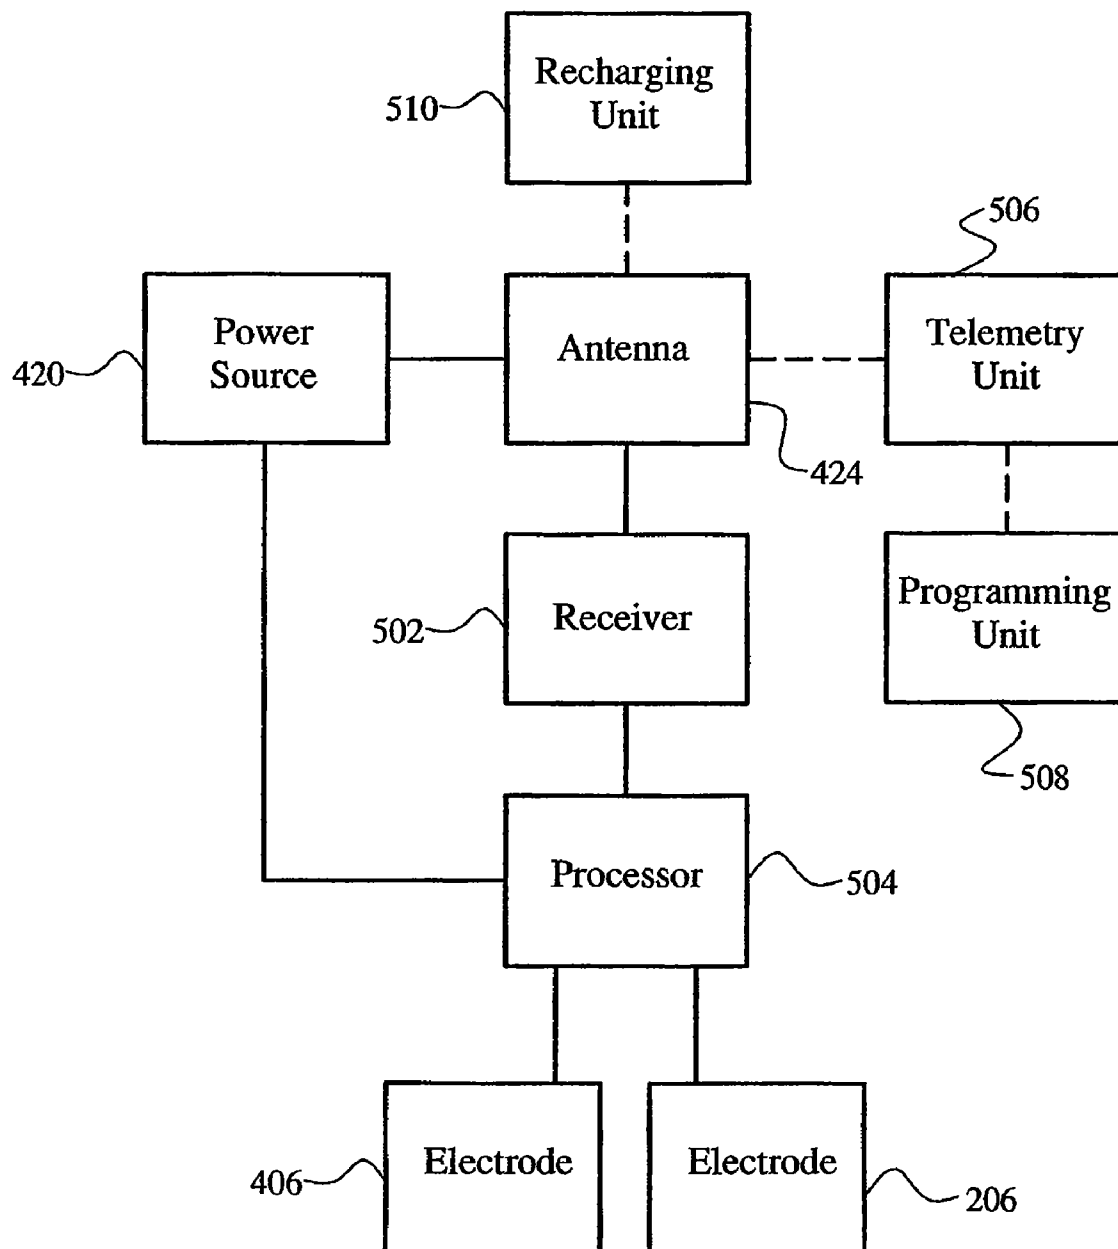 Recharging
Unit
510
506
Power
Source
420
Antenna
424
Telemetry
Unit
Receiver
502
Programming
Unit
508
Processor
504
Electrode
406
Electrode
206